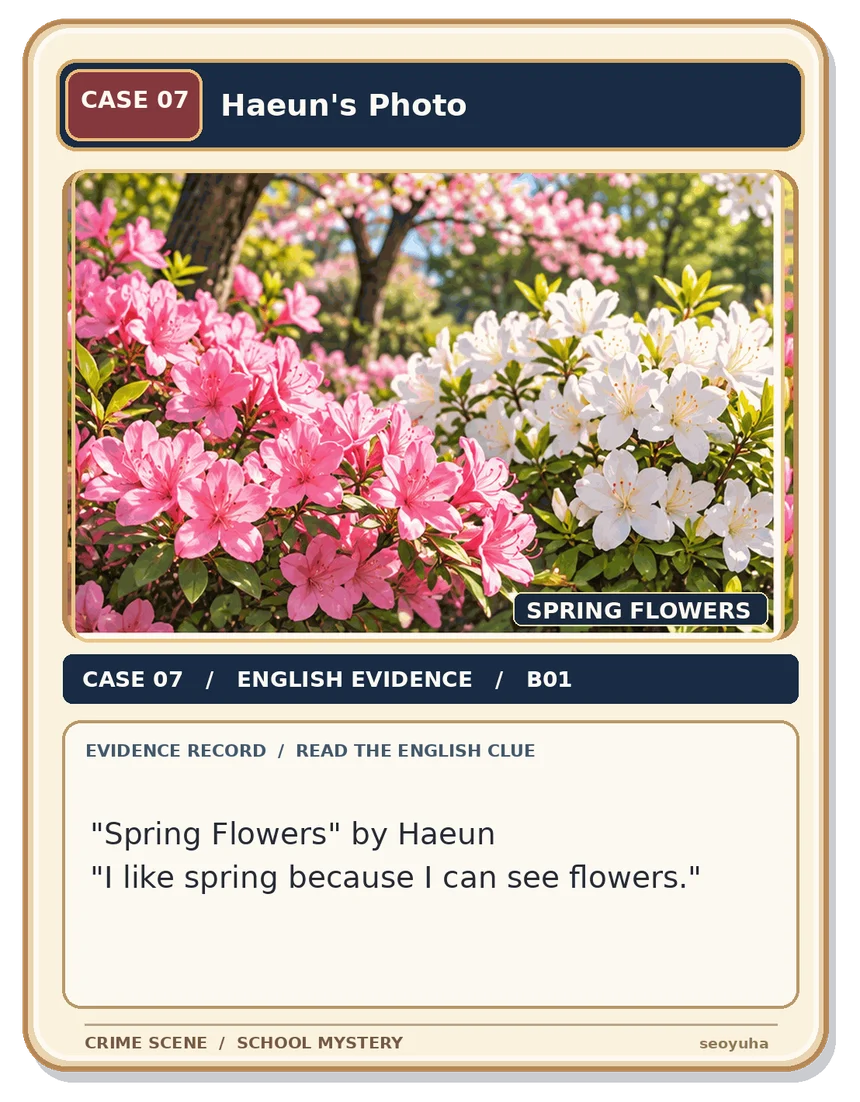 CASE 07
Haeun's Photo
SPRING FLOWERS
CASE 07 / ENGLISH EVIDENCE / B01
EVIDENCE RECORD / READ THE ENGLISH CLUE
"Spring Flowers" by Haeun
"I like spring because I can see flowers."
CRIME SCENE / SCHOOL MYSTERY
seoyuha